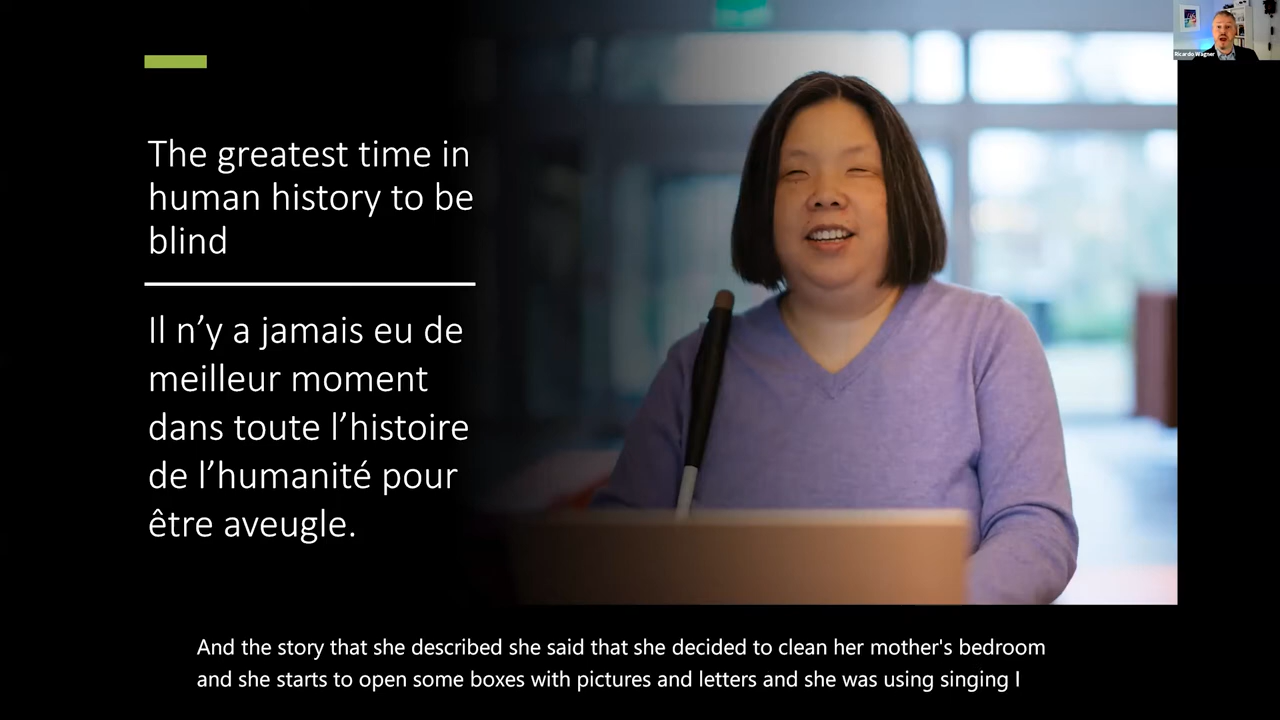 Ricardo Wagner
The greatest time in
human history to be
blind
Il n’y a jamais eu de
meilleur moment
dans toute l’histoire
de l’humanité pour
être aveugle.
And the story that she described she said that she decided to clean her mother's bedroom
and she starts to open some boxes with pictures and letters and she was using singing I